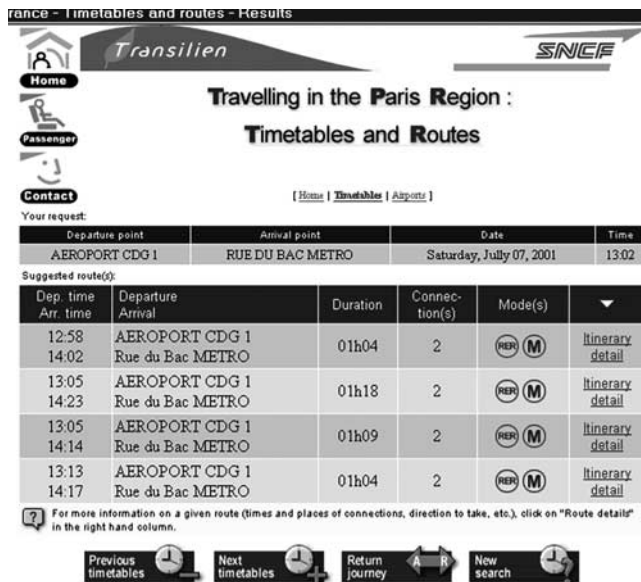 rance - Timetables and routes - Results
Transilien
SNCF
Home
Travelling in the Paris Region :
Timetables and Routes
Passenger
Contact
[ Home | Timetables | Airports ]
Your request:
Departure point Arrival point Date Time
AEROPORT CDG 1 RUE DU BAC METRO Saturday, Jully 07, 2001 13:02
Suggested route(s):
Dep. time Departure Duration Connec- Mode(s)
Arr. time Arrival tion(s)
12:58 AEROPORT CDG 1 01h04 2 RER M Itinerary
14:02 Rue du Bac METRO detail
13:05 AEROPORT CDG 1 01h18 2 RER M Itinerary
14:23 Rue du Bac METRO detail
13:05 AEROPORT CDG 1 01h09 2 RER M Itinerary
14:14 Rue du Bac METRO detail
13:13 AEROPORT CDG 1 01h04 2 RER M Itinerary
14:17 Rue du Bac METRO detail
? For more information on a given route (times and places of connections, direction to take, etc.), click on "Route details"
in the right hand column.
Previous Next Return A R New
timetables timetables journey search ?